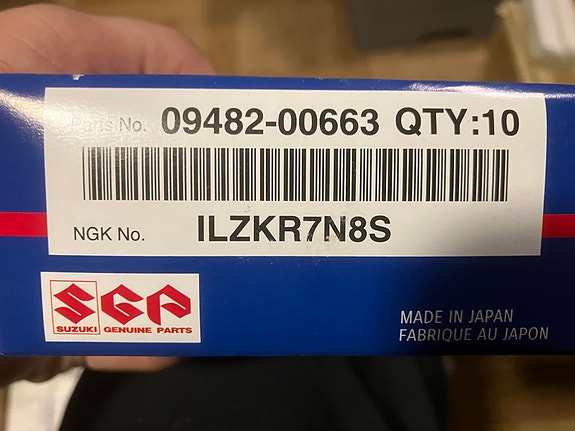 Parts No. 09482-00663 QTY:10
NGK No. ILZKR7N8S
SGP
SUZUKI GENUINE PARTS
MADE IN JAPAN
FABRIQUE AU JAPON